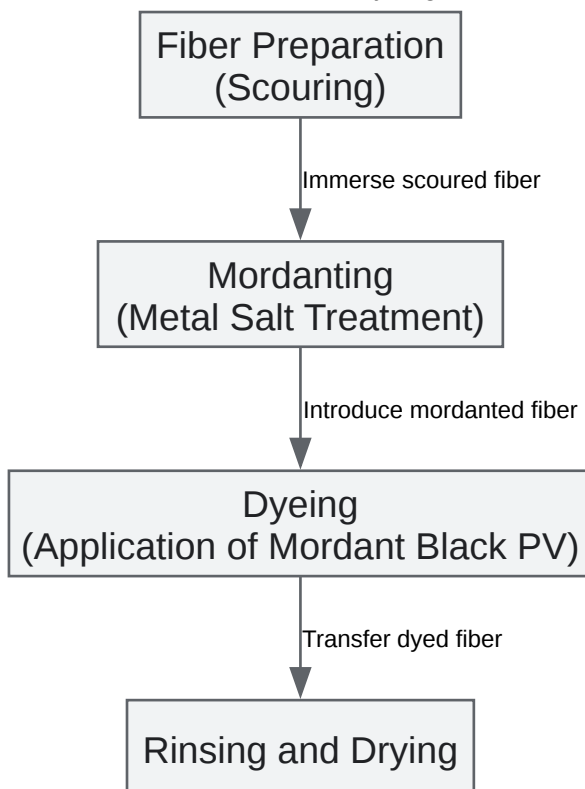 Fiber Preparation
(Scouring)
Immerse scoured fiber
Mordanting
(Metal Salt Treatment)
Introduce mordanted fiber
Dyeing
(Application of Mordant Black PV)
Transfer dyed fiber
Rinsing and Drying